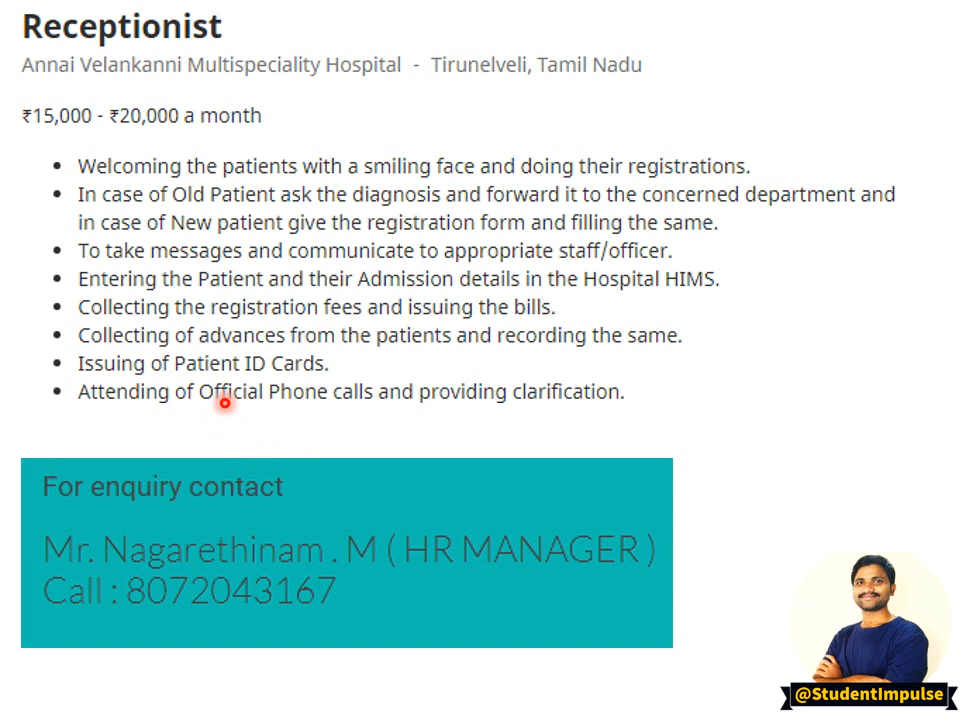 Receptionist
Annai Velankanni Multispeciality Hospital - Tirunelveli, Tamil Nadu
₹15,000 - ₹20,000 a month
• Welcoming the patients with a smiling face and doing their registrations.
• In case of Old Patient ask the diagnosis and forward it to the concerned department and
in case of New patient give the registration form and filling the same.
• To take messages and communicate to appropriate staff/officer.
• Entering the Patient and their Admission details in the Hospital HIMS.
• Collecting the registration fees and issuing the bills.
• Collecting of advances from the patients and recording the same.
• Issuing of Patient ID Cards.
• Attending of Official Phone calls and providing clarification.
For enquiry contact
Mr. Nagarethinam . M ( HR MANAGER )
Call : 8072043167
@StudentImpulse